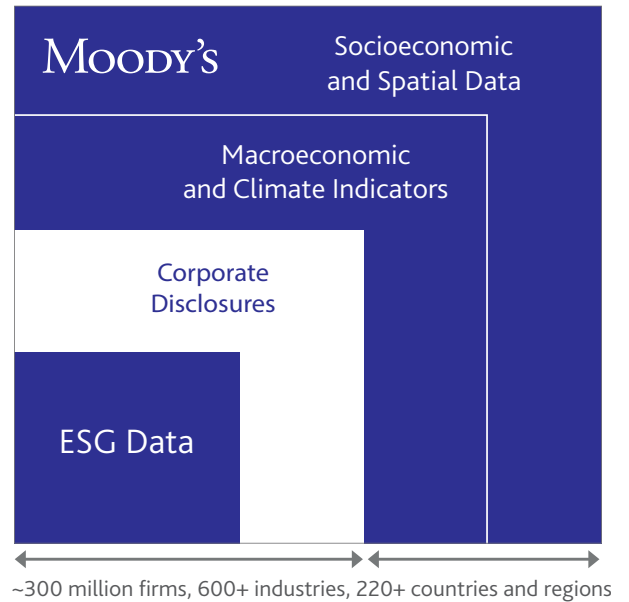 MOODY'S
Socioeconomic
and Spatial Data
Macroeconomic
and Climate Indicators
Corporate
Disclosures
ESG Data
~300 million firms, 600+ industries, 220+ countries and regions